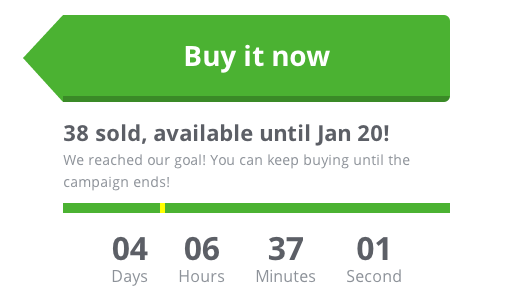 Buy it now
38 sold, available until Jan 20!
We reached our goal! You can keep buying until the
campaign ends!
04 06 37 01
Days Hours Minutes Second